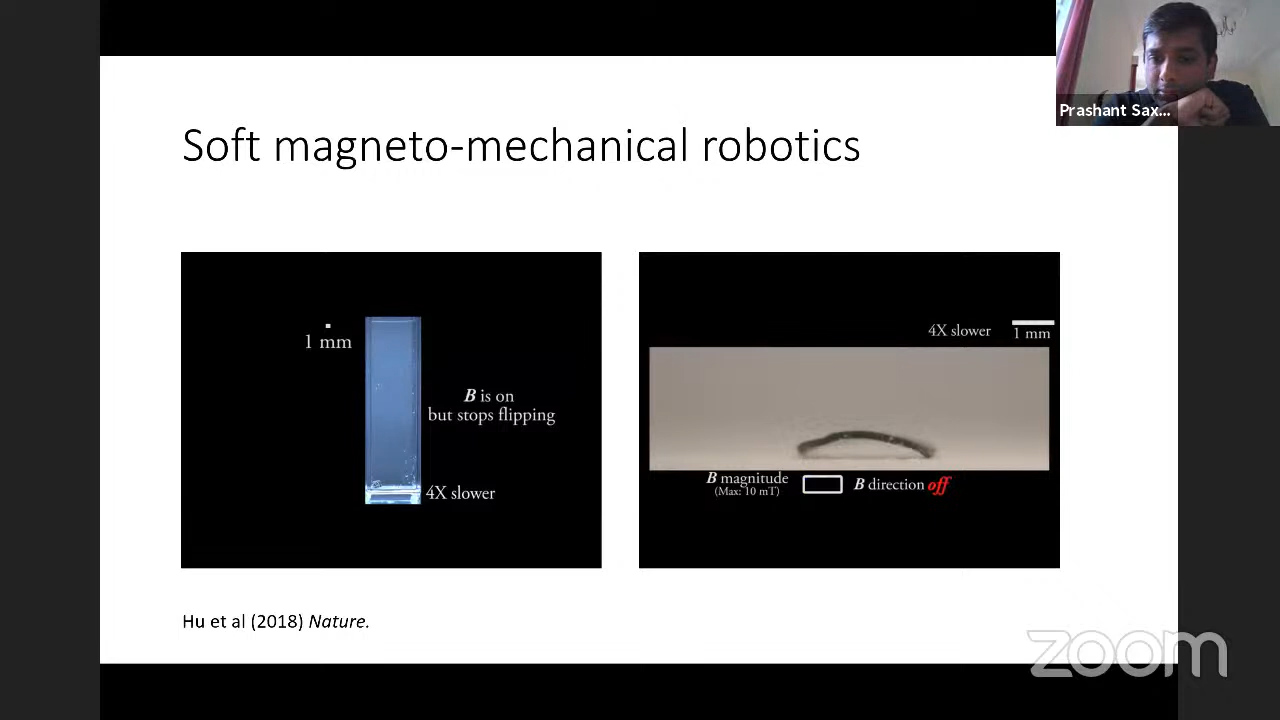 Prashant Sax...
Soft magneto-mechanical robotics
1 mm
B is on
but stops flipping
4X slower
4X slower
1 mm
B magnitude
(Max: 10 mT)
B direction off
Hu et al (2018) Nature.
zoom